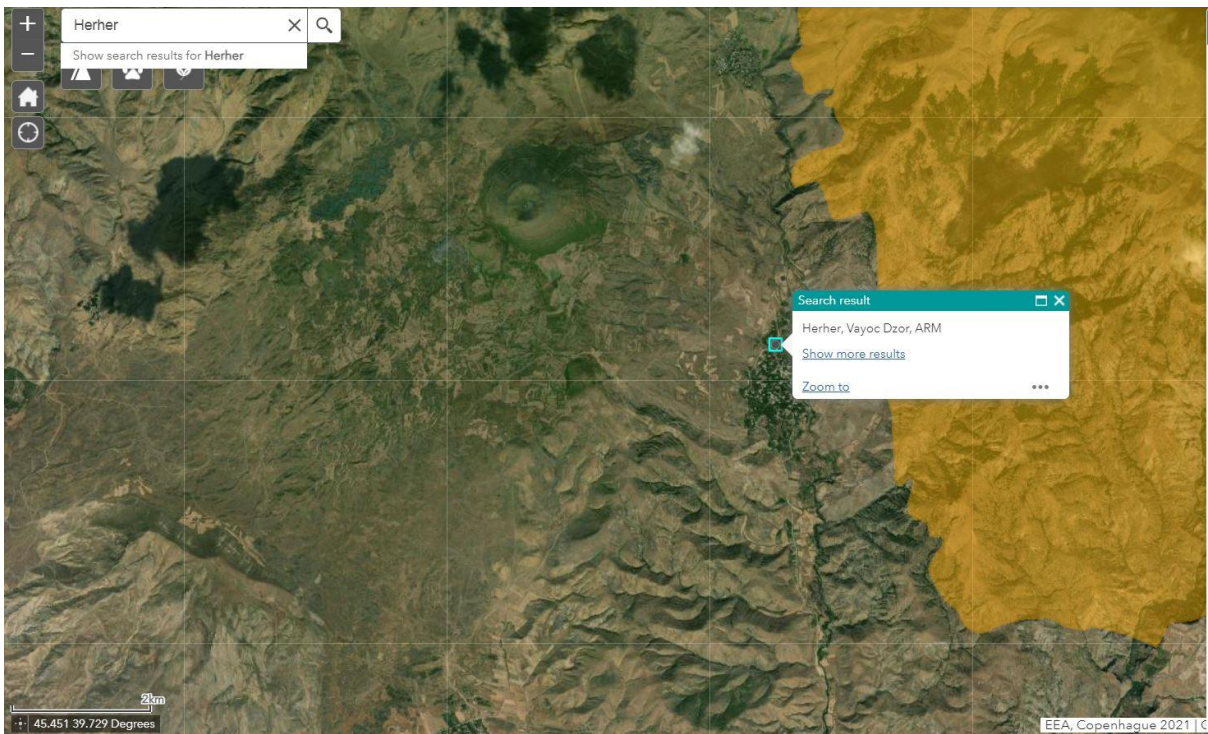 +
Herher
Show search results for Herher
−
Search result
Herher, Vayoc Dzor, ARM
Show more results
Zoom to
2km
45.451 39.729 Degrees
EEA, Copenhague 2021 |